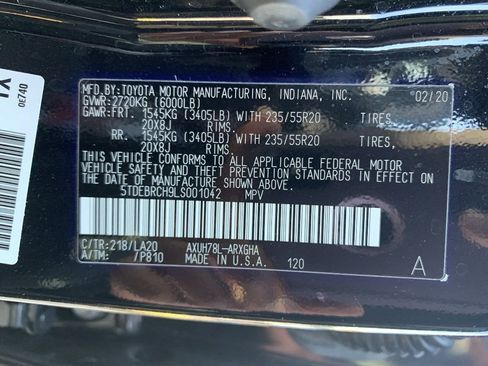 MFD.BY:TOYOTA MOTOR MANUFACTURING, INDIANA, INC. 02/20
GVWR:2720KG (6000LB)
GAWR:FRT. 1545KG (3405LB) WITH 235/55R20 TIRES,
20X8J RIMS.
RR. 1545KG (3405LB) WITH 235/55R20 TIRES,
20X8J RIMS.
THIS VEHICLE CONFORMS TO ALL APPLICABLE FEDERAL MOTOR
VEHICLE SAFETY AND THEFT PREVENTION STANDARDS IN EFFECT
ON THE DATE OF MANUFACTURE SHOWN ABOVE.
5TDEBRCH9LS001042 MPV
C/TR:218/LA20 AXUH78L-ARXGHA
A/TM: /P810 MADE IN U.S.A. 120 A
0E740